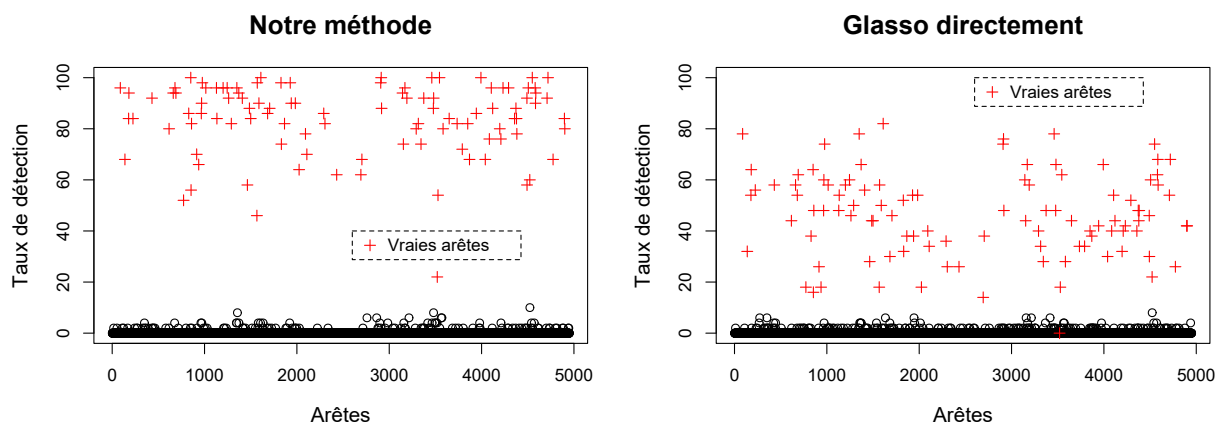 Notre méthode
Taux de détection
100
80
60
40
20
0
Vraies arêtes
0 1000 2000 3000 4000 5000
Arêtes
Glasso directement
Taux de détection
100
80
60
40
20
0
Vraies arêtes
0 1000 2000 3000 4000 5000
Arêtes